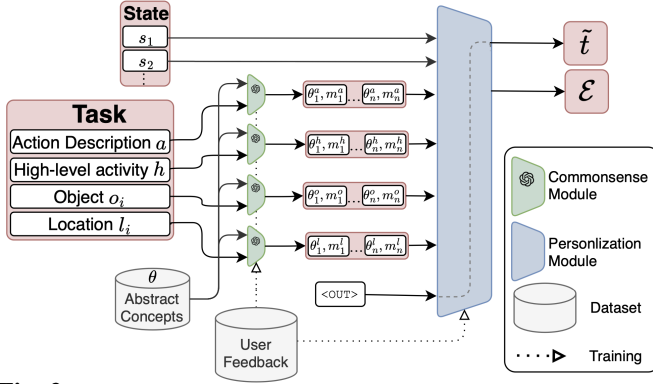 State
s₁
s₂
⋮
Task
Action Description a
High-level activity h
Object oᵢ
Location lᵢ
θ
Abstract
Concepts
User
Feedback
θ₁ᵃ, m₁ᵃ ... θₙᵃ, mₙᵃ
θ₁ʰ, m₁ʰ ... θₙʰ, mₙʰ
θ₁ᵒ, m₁ᵒ ... θₙᵒ, mₙᵒ
θ₁ˡ, m₁ˡ ... θₙˡ, mₙˡ
<OUT>
t̃
ℰ
Commonsense
Module
Personlization
Module
Dataset
Training